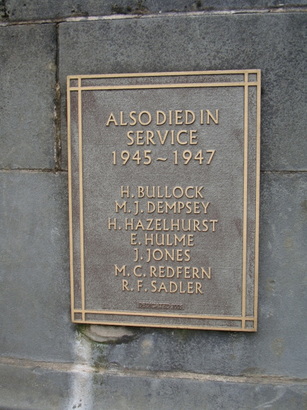 ALSO DIED IN
SERVICE
1945~1947
H. BULLOCK
M. J. DEMPSEY
H. HAZELHURST
E. HULME
J. JONES
M. C. REDFERN
R. F. SADLER